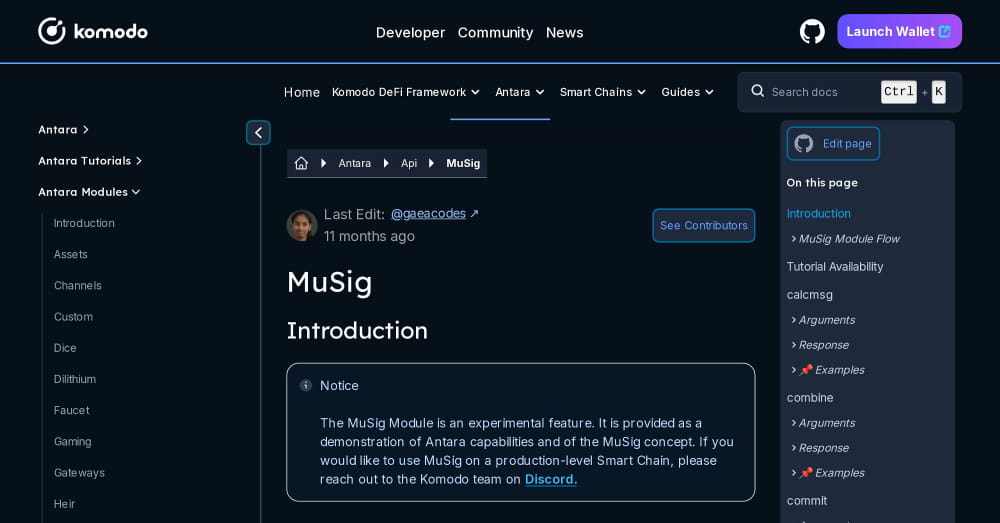 komodo
Developer Community News
Launch Wallet
Home Komodo DeFi Framework Antara Smart Chains Guides
Search docs Ctrl + K
Antara
Antara Tutorials
Antara Modules
Introduction
Assets
Channels
Custom
Dice
Dilithium
Faucet
Gaming
Gateways
Heir
Antara Api MuSig
Last Edit: @gaeacodes ↗
11 months ago
See Contributors
MuSig
Introduction
Notice
The MuSig Module is an experimental feature. It is provided as a
demonstration of Antara capabilities and of the MuSig concept. If you
would like to use MuSig on a production-level Smart Chain, please
reach out to the Komodo team on Discord.
Edit page
On this page
Introduction
MuSig Module Flow
Tutorial Availability
calcmsg
Arguments
Response
📌 Examples
combine
Arguments
Response
📌 Examples
commit